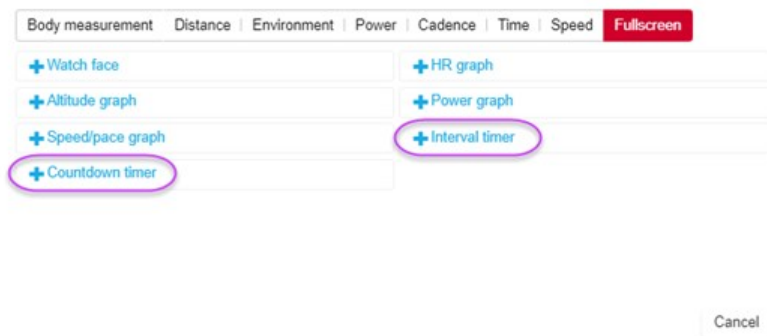 Body measurement Distance Environment Power Cadence Time Speed Fullscreen
Watch face HR graph
Altitude graph Power graph
Speed/pace graph Interval timer
Countdown timer
Cancel